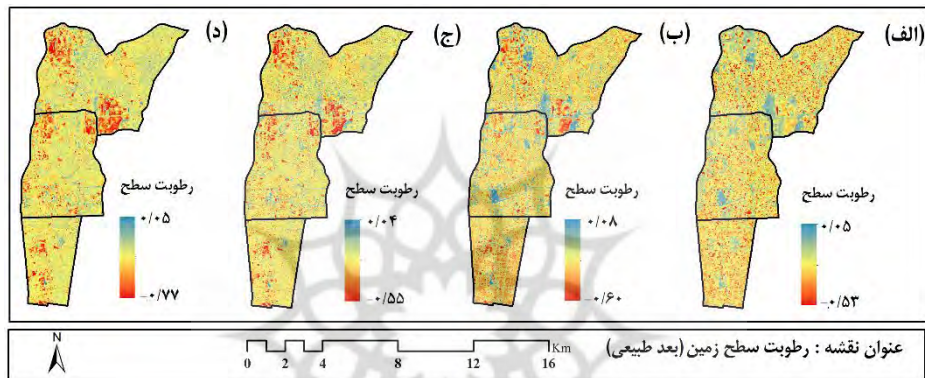 (الف)
رطوبت سطح
۰/۰۵
-۰/۵۳
(ب)
رطوبت سطح
۰/۰۸
-۰/۶۰
(ج)
رطوبت سطح
۰/۰۴
-۰/۵۵
(د)
رطوبت سطح
۰/۰۵
-۰/۷۷
عنوان نقشه : رطوبت سطح زمین (بعد طبیعی)
N
Km
0 2 4 8 12 16